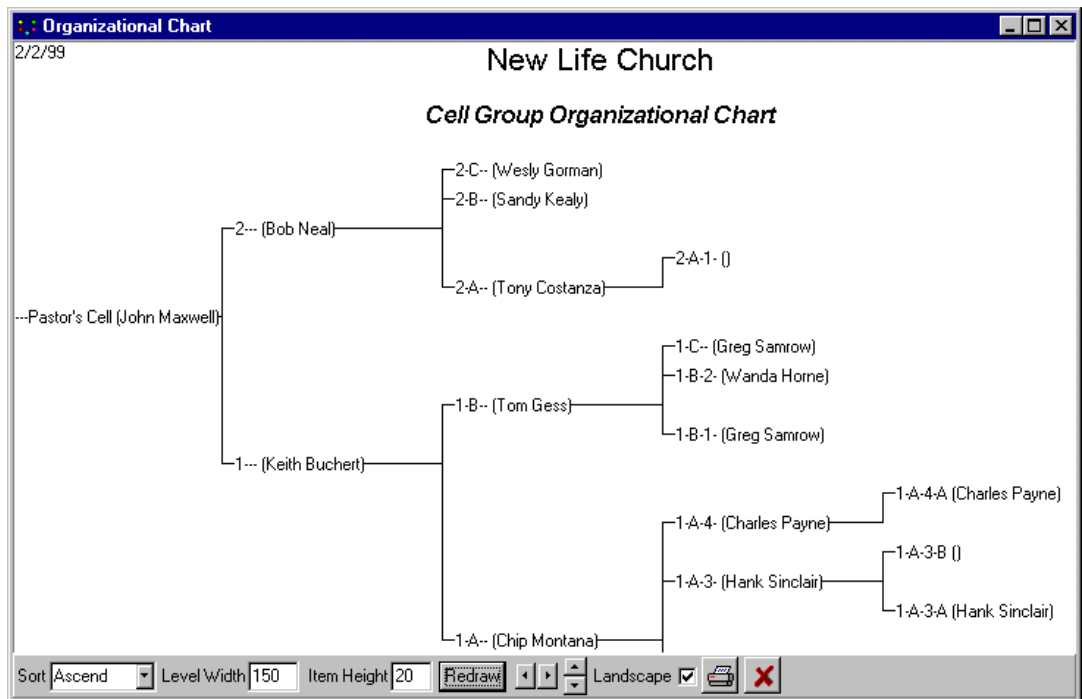 Organizational Chart
2/2/99
New Life Church
Cell Group Organizational Chart
2-C-- (Wesly Gorman)
2-B-- (Sandy Kealy)
2--- (Bob Neal)
2-A-1- ()
2-A-- (Tony Costanza)
---Pastor's Cell (John Maxwell)
1-C-- (Greg Samrow)
1-B-2- (Wanda Horne)
1-B-- (Tom Gess)
1-B-1- (Greg Samrow)
1--- (Keith Buchert)
1-A-4-A (Charles Payne)
1-A-4- (Charles Payne)
1-A-3-B ()
1-A-3- (Hank Sinclair)
1-A-3-A (Hank Sinclair)
1-A-- (Chip Montana)
Sort Ascend Level Width 150 Item Height 20 Redraw Landscape